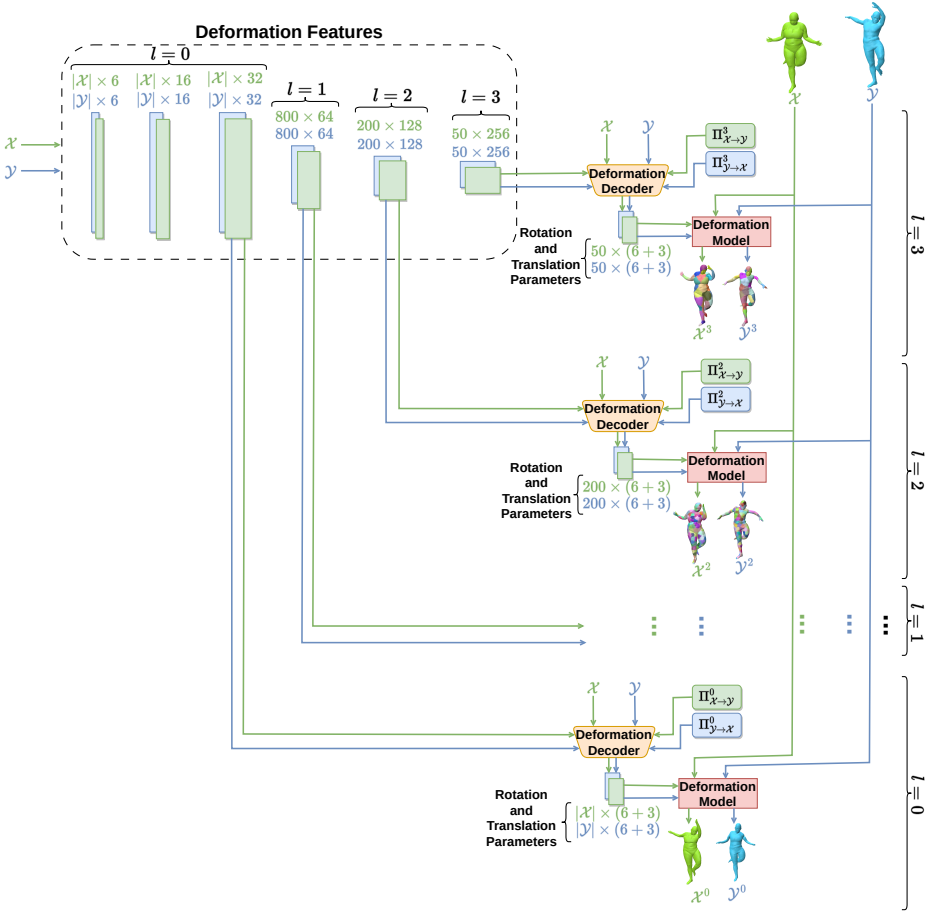 Deformation Features
l = 0
|𝒳| × 6 |𝒳| × 16 |𝒳| × 32
|𝒴| × 6 |𝒴| × 16 |𝒴| × 32
l = 1
800 × 64
800 × 64
l = 2
200 × 128
200 × 128
l = 3
50 × 256
50 × 256
𝒳
𝒴
𝒳 𝒴
𝒳 𝒴
Π³𝒳→𝒴
Π³𝒴→𝒳
Deformation
Decoder
Deformation
Model
Rotation
and
Translation
Parameters
50 × (6 + 3)
50 × (6 + 3)
𝒳³ 𝒴³
l = 3
𝒳 𝒴
Π²𝒳→𝒴
Π²𝒴→𝒳
Deformation
Decoder
Deformation
Model
Rotation
and
Translation
Parameters
200 × (6 + 3)
200 × (6 + 3)
𝒳² 𝒴²
l = 2
l = 1
𝒳 𝒴
Π⁰𝒳→𝒴
Π⁰𝒴→𝒳
Deformation
Decoder
Deformation
Model
Rotation
and
Translation
Parameters
|𝒳| × (6 + 3)
|𝒴| × (6 + 3)
𝒳⁰ 𝒴⁰
l = 0